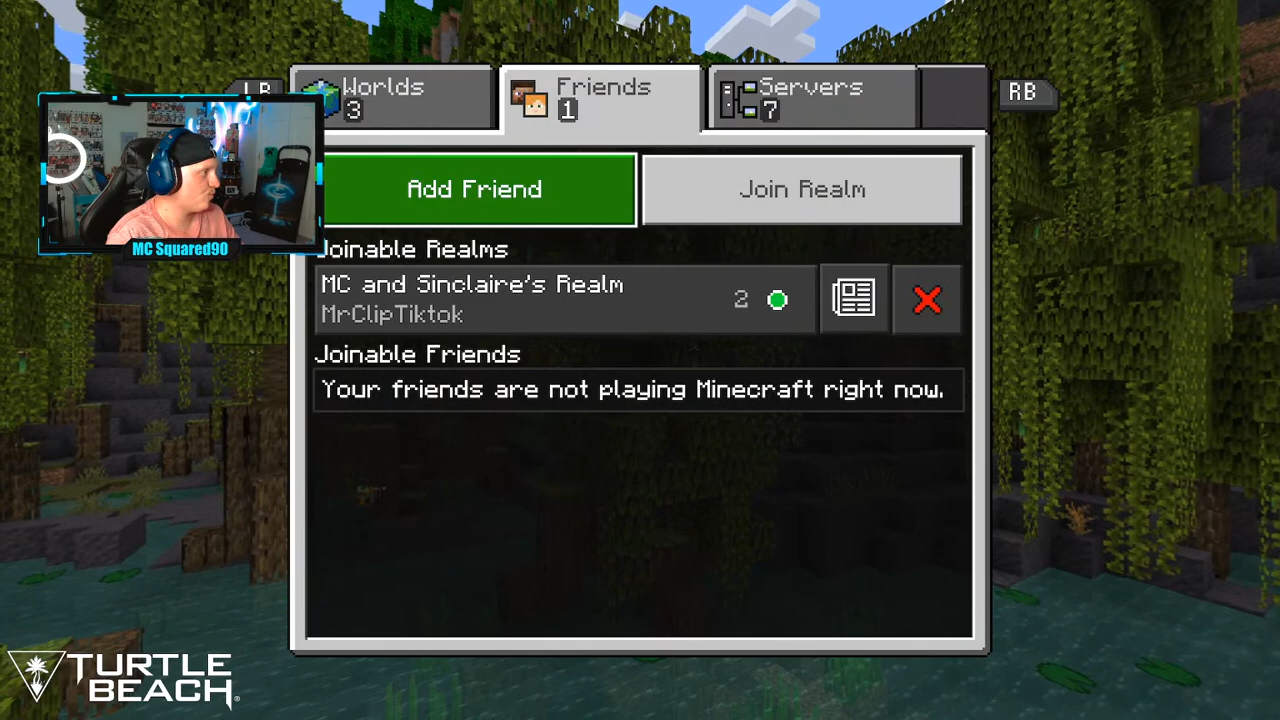 LB
Worlds
3
Friends
1
Servers
7
RB
MC Squared90
Add Friend
Join Realm
Joinable Realms
MC and Sinclaire's Realm
MrClipTiktok
2
Joinable Friends
Your friends are not playing Minecraft right now.
TURTLE
BEACH®